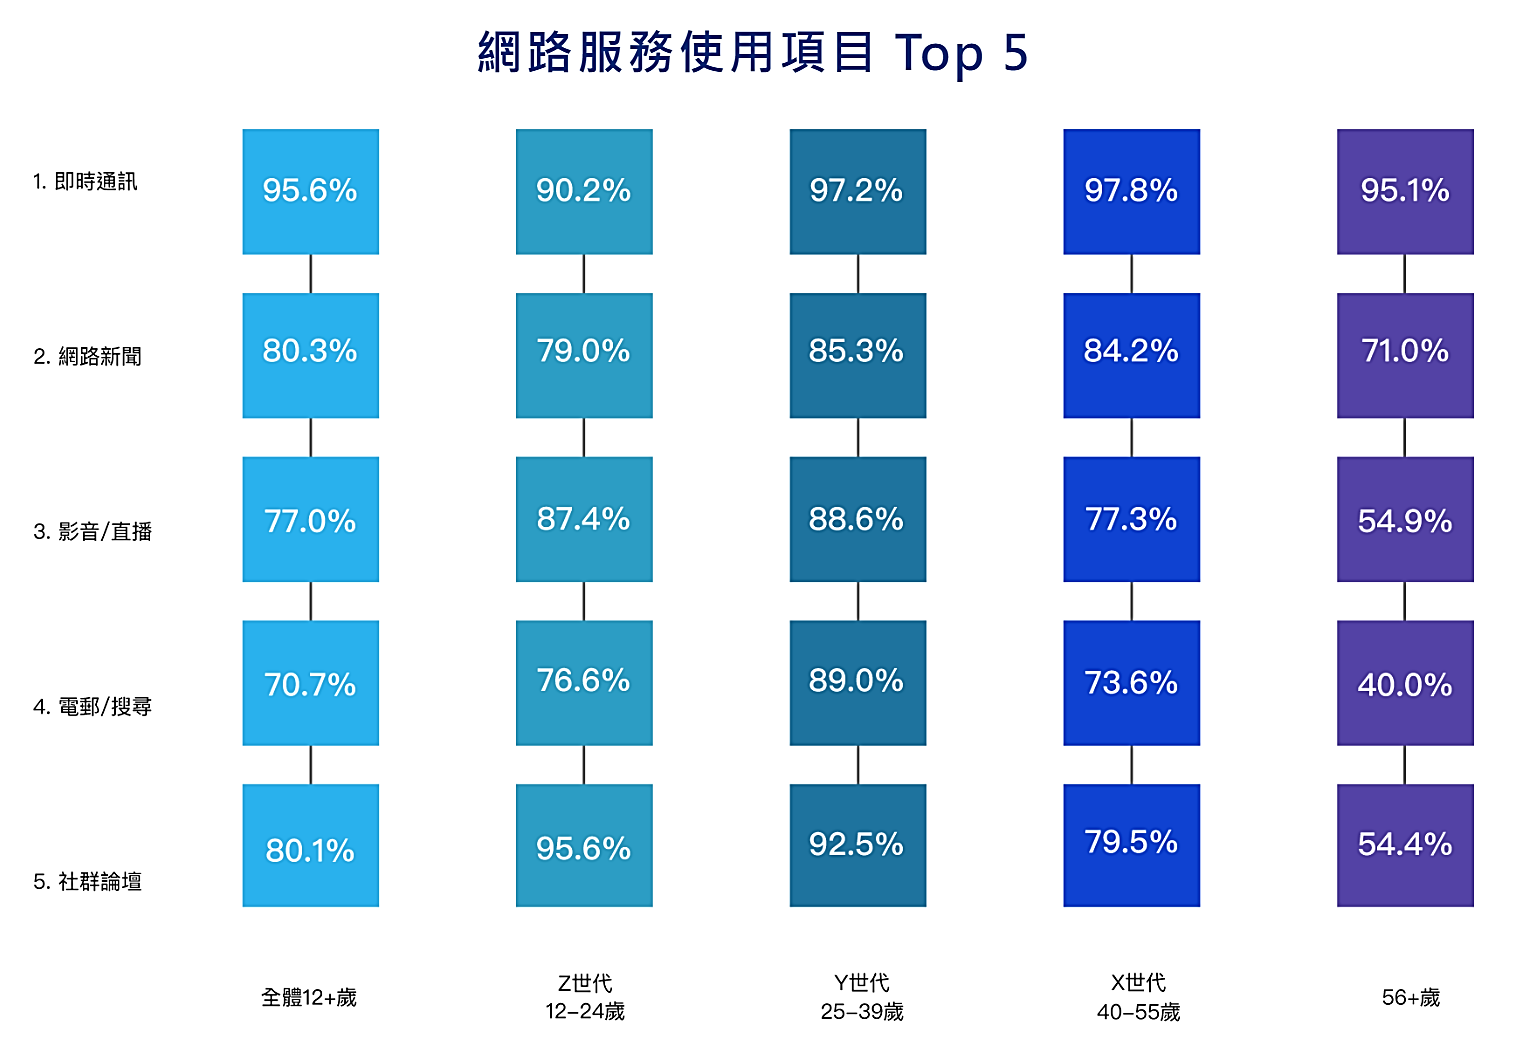 網路服務使用項目 Top 5
1. 即時通訊
95.6%
90.2%
97.2%
97.8%
95.1%
2. 網路新聞
80.3%
79.0%
85.3%
84.2%
71.0%
3. 影音/直播
77.0%
87.4%
88.6%
77.3%
54.9%
4. 電郵/搜尋
70.7%
76.6%
89.0%
73.6%
40.0%
5. 社群論壇
80.1%
95.6%
92.5%
79.5%
54.4%
全體12+歲
Z世代
12–24歲
Y世代
25–39歲
X世代
40–55歲
56+歲